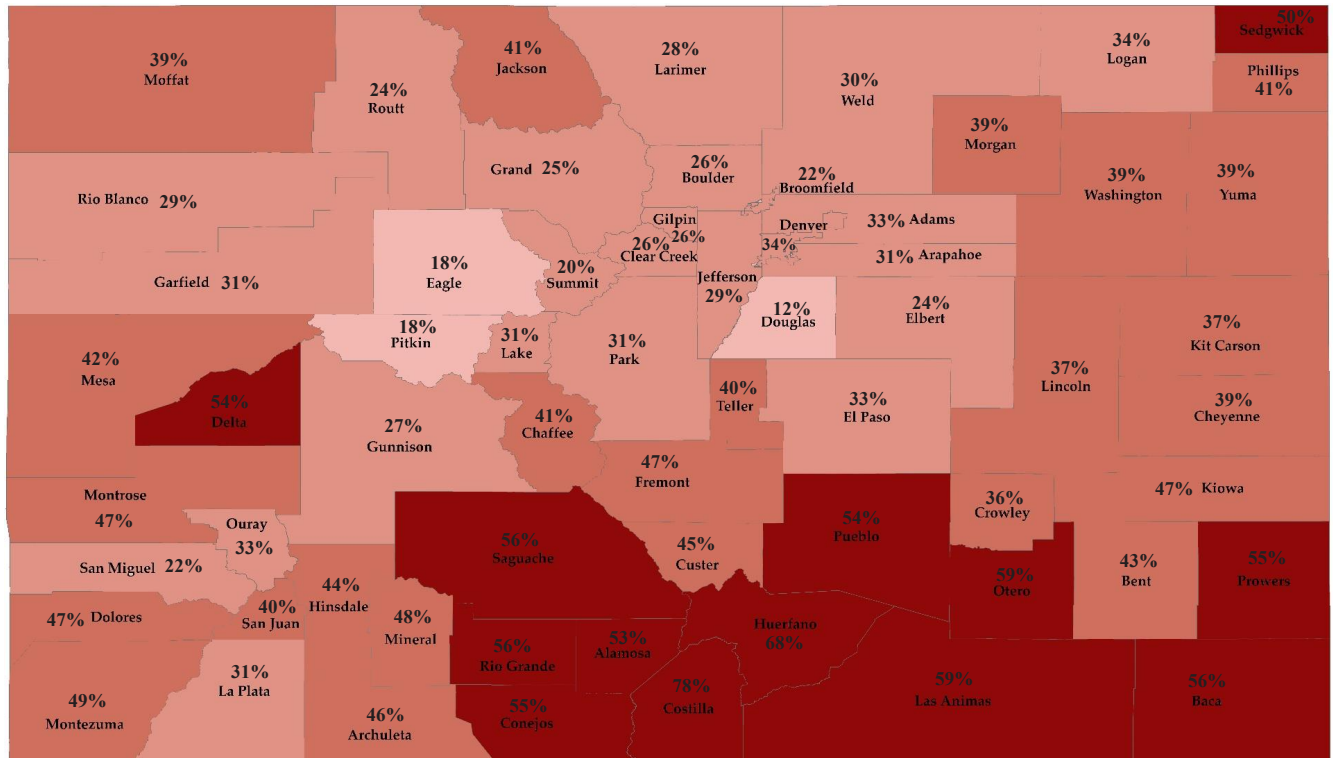 39%
Moffat
24%
Routt
41%
Jackson
28%
Larimer
30%
Weld
34%
Logan
50%
Sedgwick
Phillips
41%
39%
Morgan
39%
Washington
39%
Yuma
Rio Blanco 29%
Grand 25%
26%
Boulder
22%
Broomfield
Gilpin
26%
26%
Clear Creek
Denver
34%
33% Adams
31% Arapahoe
Jefferson
29%
Garfield 31%
18%
Eagle
20%
Summit
12%
Douglas
24%
Elbert
18%
Pitkin
31%
Lake
31%
Park
37%
Lincoln
37%
Kit Carson
42%
Mesa
54%
Delta
27%
Gunnison
41%
Chaffee
40%
Teller
33%
El Paso
39%
Cheyenne
47%
Fremont
Montrose
47%
Ouray
33%
36%
Crowley
47% Kiowa
San Miguel 22%
56%
Saguache
45%
Custer
54%
Pueblo
59%
Otero
43%
Bent
55%
Prowers
47% Dolores
40%
San Juan
44%
Hinsdale
48%
Mineral
56%
Rio Grande
53%
Alamosa
Huerfano
68%
49%
Montezuma
31%
La Plata
46%
Archuleta
55%
Conejos
78%
Costilla
59%
Las Animas
56%
Baca